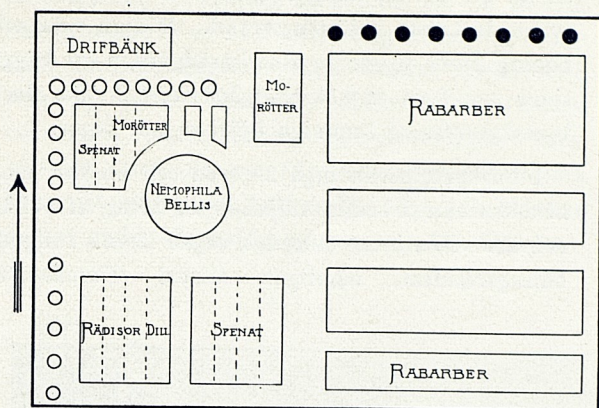 DRIFBÄNK
MO-
RÖTTER
RABARBER
MORÖTTER
SPENAT
NEMOPHILA
BELLIS
RÄDISOR DILL
SPENAT
RABARBER